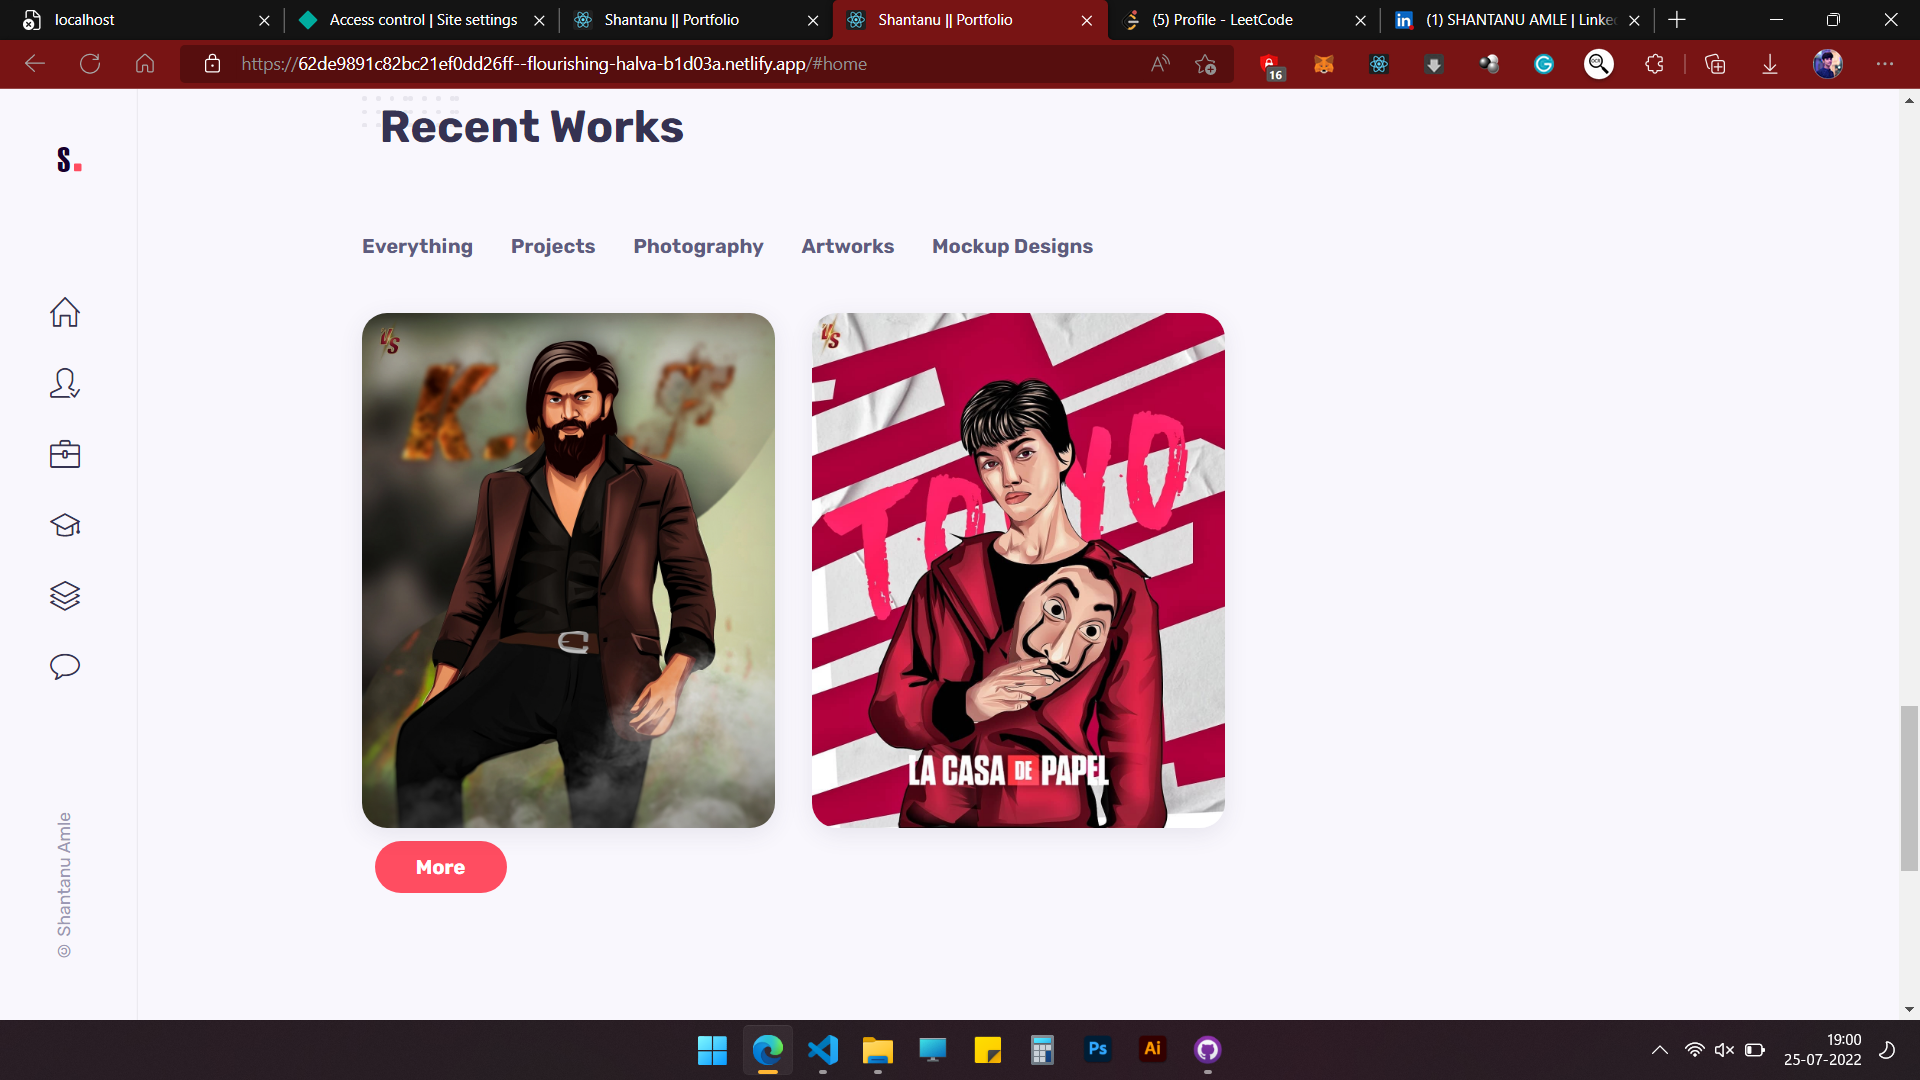 localhost
Access control | Site settings
Shantanu || Portfolio
Shantanu || Portfolio
(5) Profile - LeetCode
(1) SHANTANU AMLE | Linke
https://62de9891c82bc21ef0dd26ff--flourishing-halva-b1d03a.netlify.app/#home
16
S.
Recent Works
Everything
Projects
Photography
Artworks
Mockup Designs
K.G.F
TOKYO
LA CASA DE PAPEL
More
© Shantanu Amle
Ps
Ai
19:00
25-07-2022